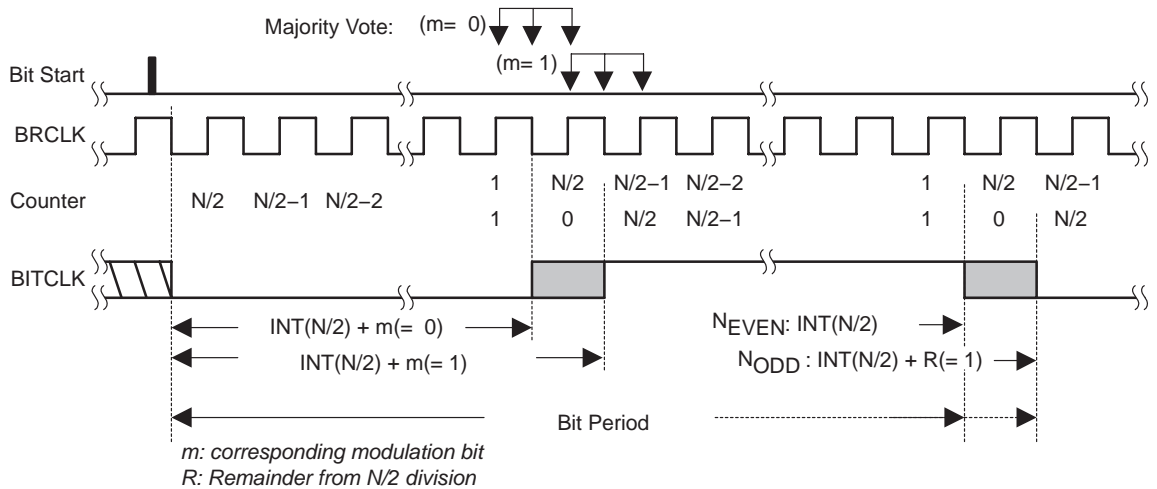 Majority Vote: (m= 0)
(m= 1)
Bit Start
BRCLK
Counter
1 N/2 N/2−1 N/2−2 1 N/2 N/2−1
N/2 N/2−1 N/2−2
1 0 N/2 N/2−1 1 0 N/2
BITCLK
INT(N/2) + m(= 0)
NEVEN: INT(N/2)
INT(N/2) + m(= 1)
NODD : INT(N/2) + R(= 1)
Bit Period
m: corresponding modulation bit
R: Remainder from N/2 division